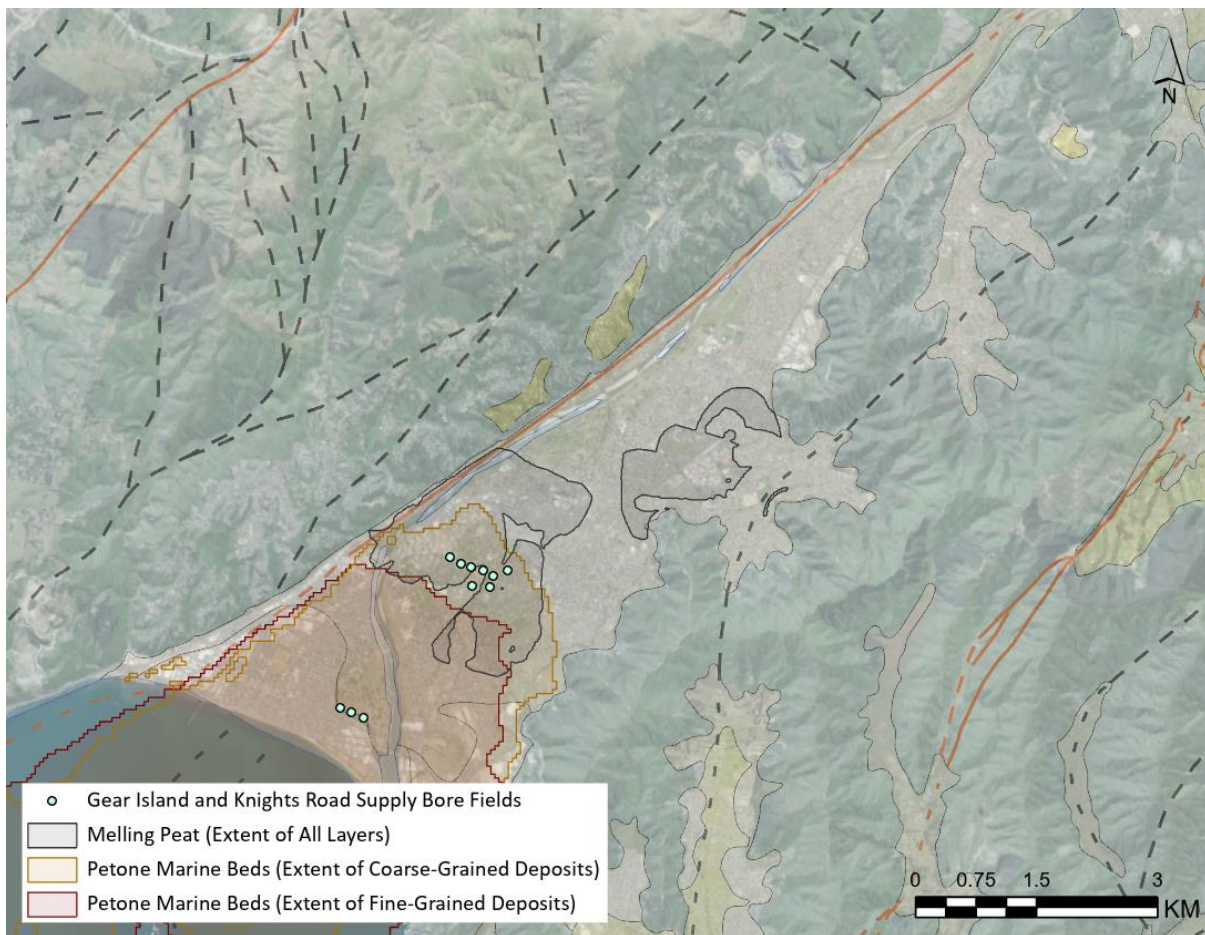 N
Gear Island and Knights Road Supply Bore Fields
Melling Peat (Extent of All Layers)
Petone Marine Beds (Extent of Coarse-Grained Deposits)
Petone Marine Beds (Extent of Fine-Grained Deposits)
0 0.75 1.5 3
KM